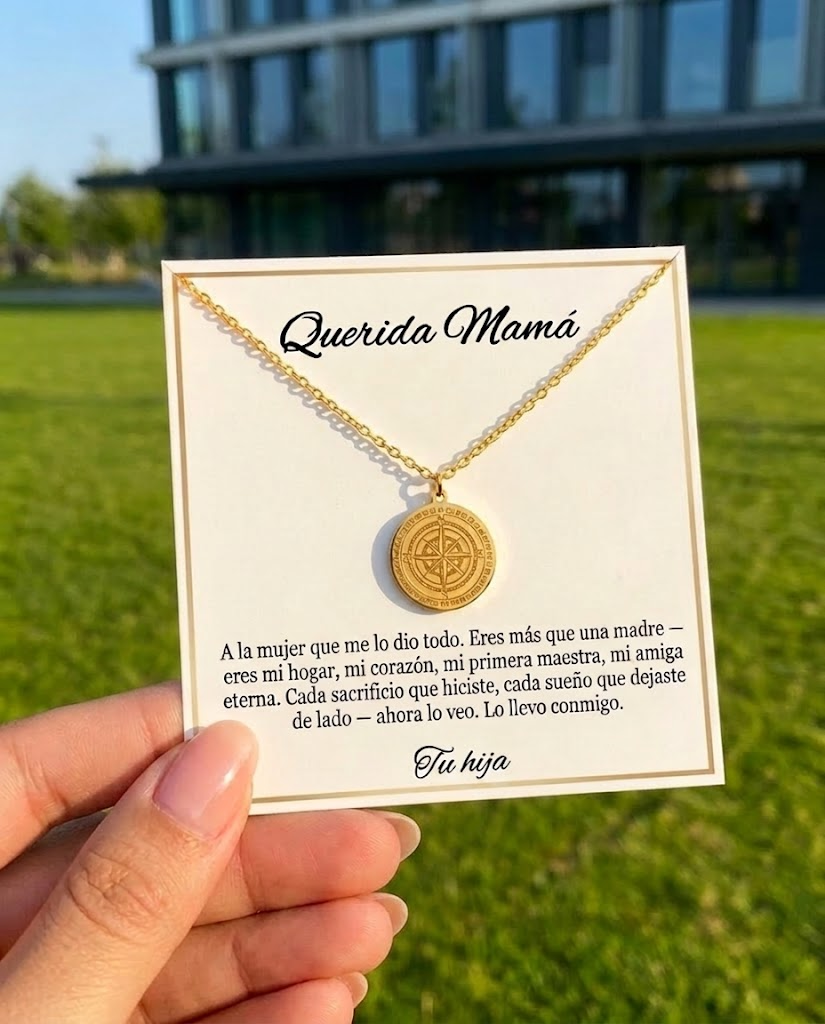 Querida Mamá
A la mujer que me lo dio todo. Eres más que una madre —
eres mi hogar, mi corazón, mi primera maestra, mi amiga
eterna. Cada sacrificio que hiciste, cada sueño que dejaste
de lado — ahora lo veo. Lo llevo conmigo.
Tu hija